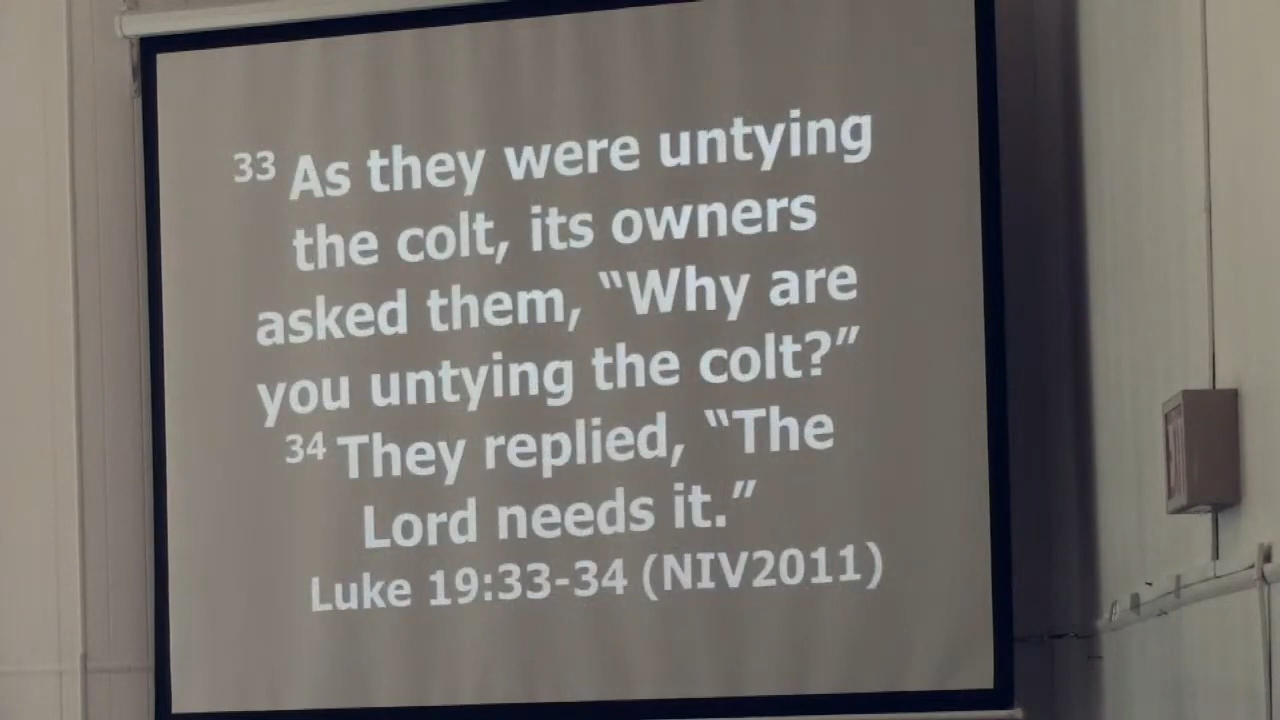 33 As they were untying
the colt, its owners
asked them, “Why are
you untying the colt?”
34 They replied, “The
Lord needs it.”
Luke 19:33-34 (NIV2011)